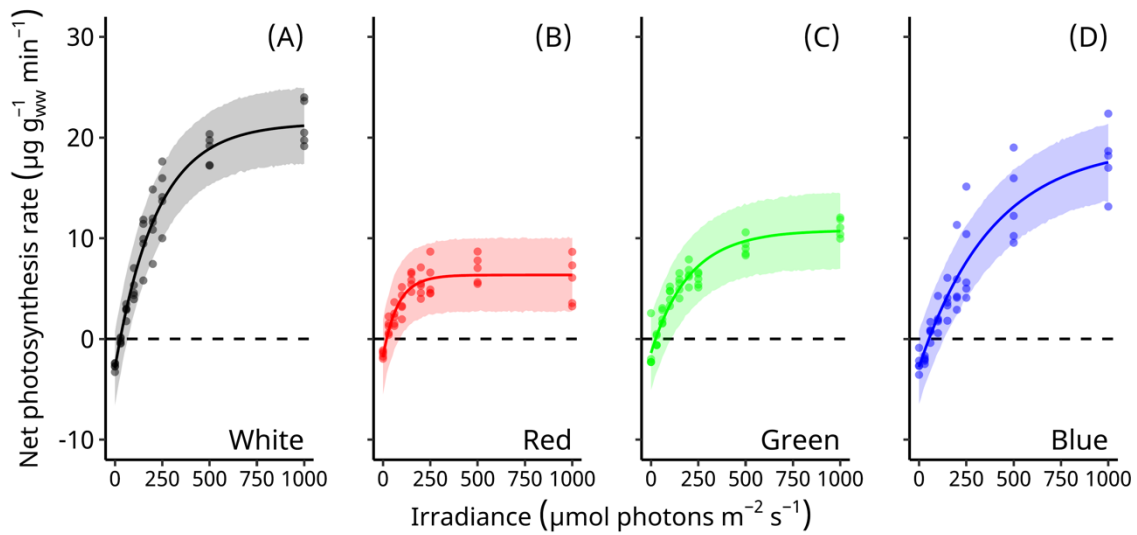 (A) (B) (C) (D)
30
20
10
0
-10
Net photosynthesis rate (µg g⁻¹ww min⁻¹)
White Red Green Blue
0 250 500 750 1000 0 250 500 750 1000 0 250 500 750 1000 0 250 500 750 1000
Irradiance (µmol photons m⁻² s⁻¹)